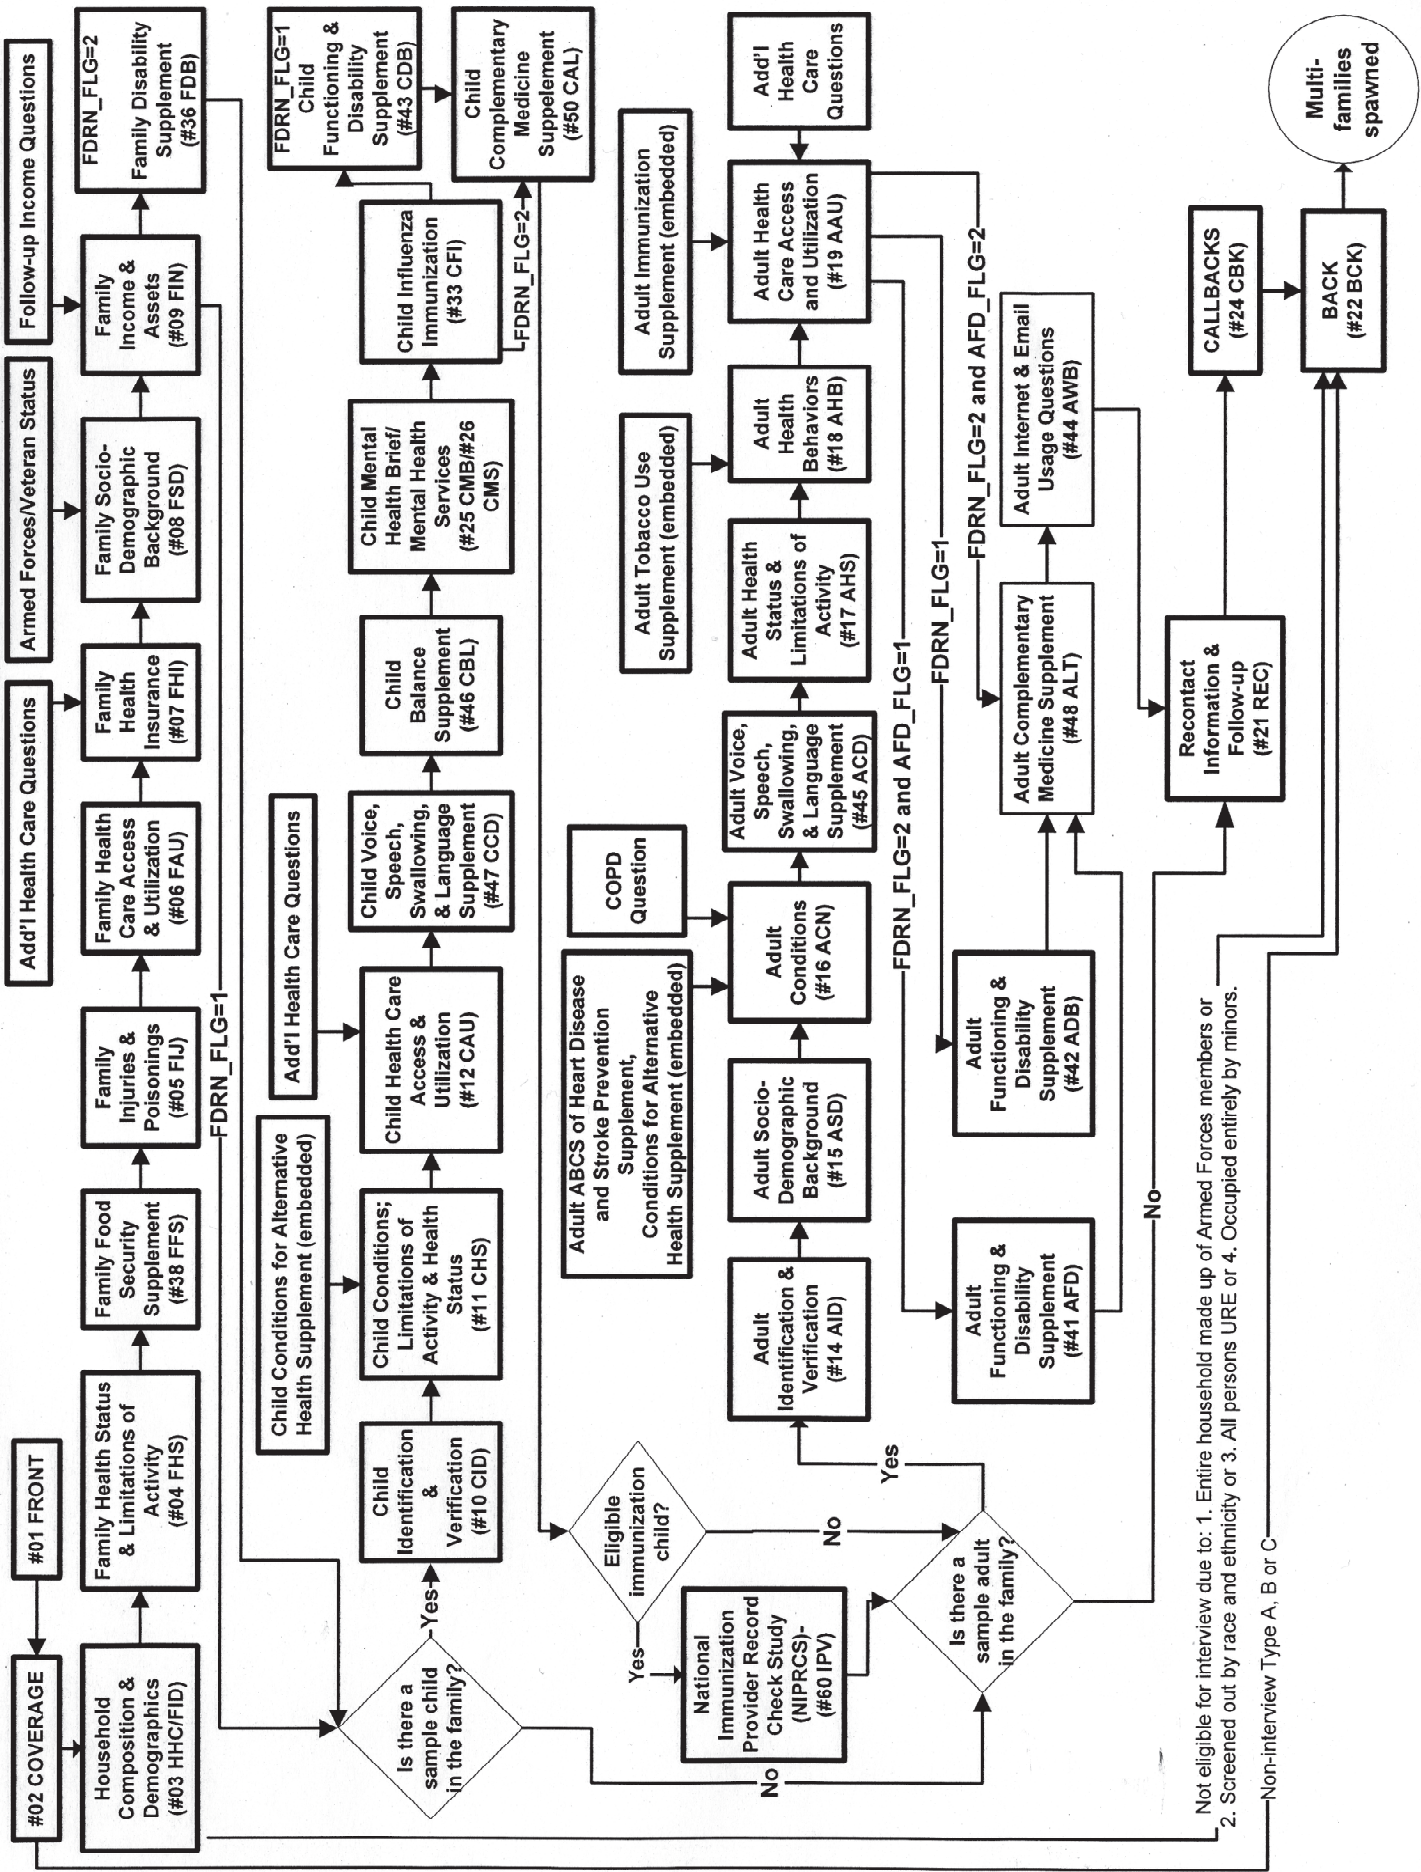 #01 FRONT
#02 COVERAGE
Add'l Health Care Questions
Armed Forces/Veteran Status
Follow-up Income Questions
Household
Composition &
Demographics
(#03 HHC/FID)
Family Health Status
& Limitations of
Activity
(#04 FHS)
Family Food
Security
Supplement
(#38 FFS)
Family
Injuries &
Poisonings
(#05 FIJ)
Family Health
Care Access
& Utilization
(#06 FAU)
Family
Health
Insurance
(#07 FHI)
Family Socio-
Demographic
Background
(#08 FSD)
Family
Income &
Assets
(#09 FIN)
FDRN_FLG=2
Family Disability
Supplement
(#36 FDB)
FDRN_FLG=1
Child Conditions for Alternative
Health Supplement (embedded)
Add'l Health Care Questions
Is there a
sample child
in the family?
Yes
Child
Identification
&
Verification
(#10 CID)
Child Conditions;
Limitations of
Activity & Health
Status
(#11 CHS)
Child Health Care
Access &
Utilization
(#12 CAU)
Child Voice,
Speech,
Swallowing,
& Language
Supplement
(#47 CCD)
Child
Balance
Supplement
(#46 CBL)
Child Mental
Health Brief/
Mental Health
Services
(#25 CMB/#26
CMS)
Child Influenza
Immunization
(#33 CFI)
FDRN_FLG=1
Child
Functioning &
Disability
Supplement
(#43 CDB)
FDRN_FLG=2
Child
Complementary
Medicine
Suppelement
(#50 CAL)
Eligible
immunization
child?
Yes
No
National
Immunization
Provider Record
Check Study
(NIPRCS)-
(#60 IPV)
No
Is there a
sample adult
in the family?
Yes
No
Adult ABCS of Heart Disease
and Stroke Prevention
Supplement,
Conditions for Alternative
Health Supplement (embedded)
COPD
Question
Adult Tobacco Use
Supplement (embedded)
Adult Immunization
Supplement (embedded)
Adult
Identification &
Verification
(#14 AID)
Adult Socio-
Demographic
Background
(#15 ASD)
Adult
Conditions
(#16 ACN)
Adult Voice,
Speech,
Swallowing,
& Language
Supplement
(#45 ACD)
Adult Health
Status &
Limitations of
Activity
(#17 AHS)
Adult
Health
Behaviors
(#18 AHB)
Adult Health
Care Access
and Utilization
(#19 AAU)
Add'l
Health
Care
Questions
FDRN_FLG=2 and AFD_FLG=1
FDRN_FLG=1
FDRN_FLG=2 and AFD_FLG=2
Adult
Functioning &
Disability
Supplement
(#41 AFD)
Adult
Functioning &
Disability
Supplement
(#42 ADB)
Adult Complementary
Medicine Supplement
(#48 ALT)
Adult Internet & Email
Usage Questions
(#44 AWB)
Recontact
Information &
Follow-up
(#21 REC)
CALLBACKS
(#24 CBK)
BACK
(#22 BCK)
Multi-
families
spawned
Not eligible for interview due to: 1. Entire household made up of Armed Forces members or
2. Screened out by race and ethnicity or 3. All persons URE or 4. Occupied entirely by minors.
Non-interview Type A, B or C